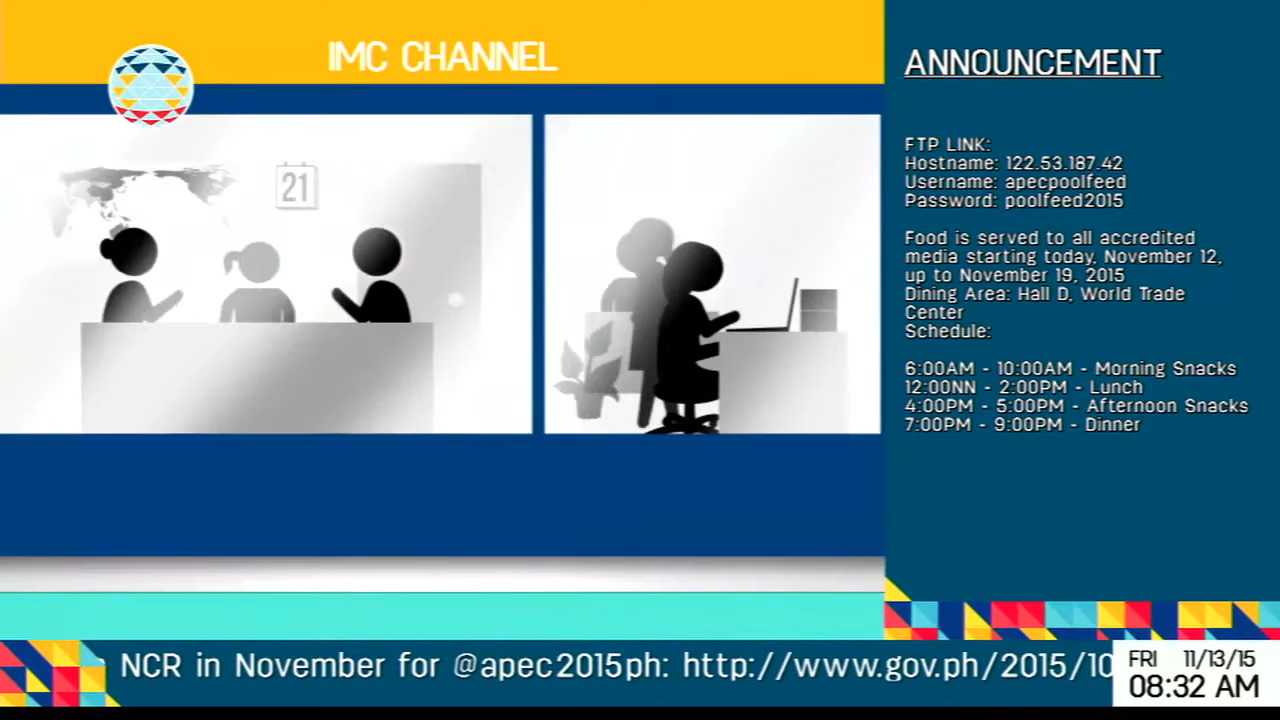 IMC CHANNEL
21
ANNOUNCEMENT
FTP LINK:
Hostname: 122.53.187.42
Username: apecpoolfeed
Password: poolfeed2015
Food is served to all accredited
media starting today, November 12,
up to November 19, 2015
Dining Area: Hall D, World Trade
Center
Schedule:
6:00AM - 10:00AM - Morning Snacks
12:00NN - 2:00PM - Lunch
4:00PM - 5:00PM - Afternoon Snacks
7:00PM - 9:00PM - Dinner
NCR in November for @apec2015ph: http://www.gov.ph/2015/10
FRI 11/13/15
08:32 AM